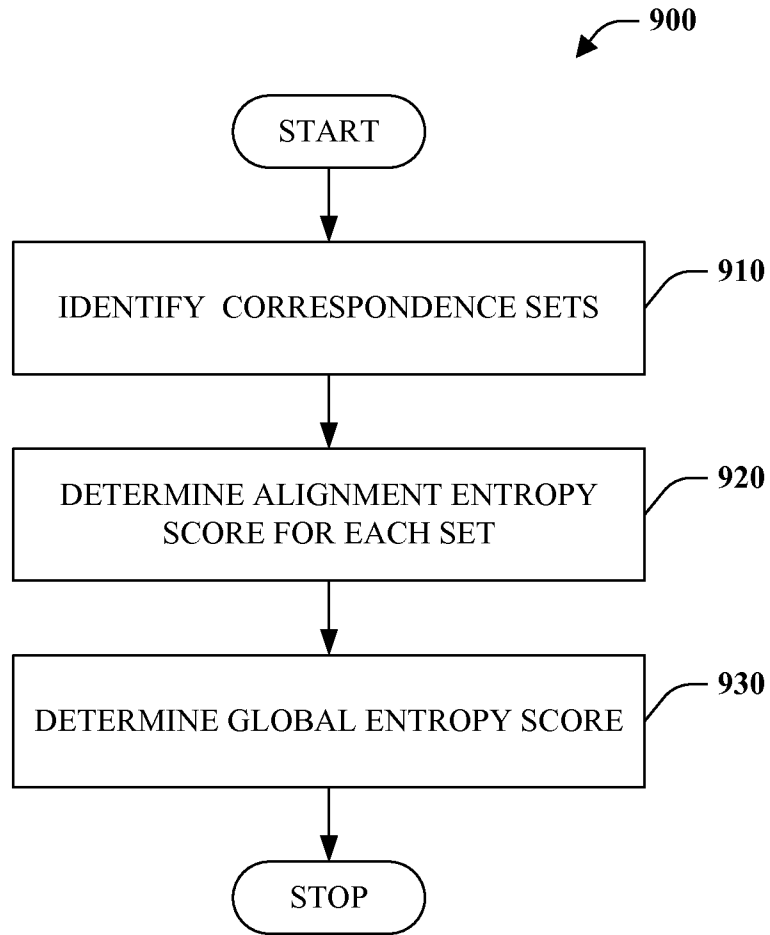 900
START
IDENTIFY CORRESPONDENCE SETS
910
DETERMINE ALIGNMENT ENTROPY
SCORE FOR EACH SET
920
DETERMINE GLOBAL ENTROPY SCORE
930
STOP